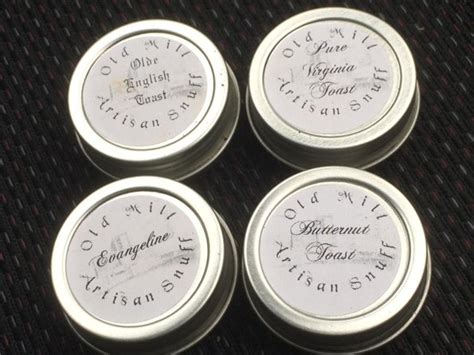 Old Mill
Olde
English
Toast
Artisan Snuff
Old Mill
Pure
Virginia
Toast
Artisan Snuff
Old Mill
Evangeline
Artisan Snuff
Old Mill
Butternut
Toast
Artisan Snuff